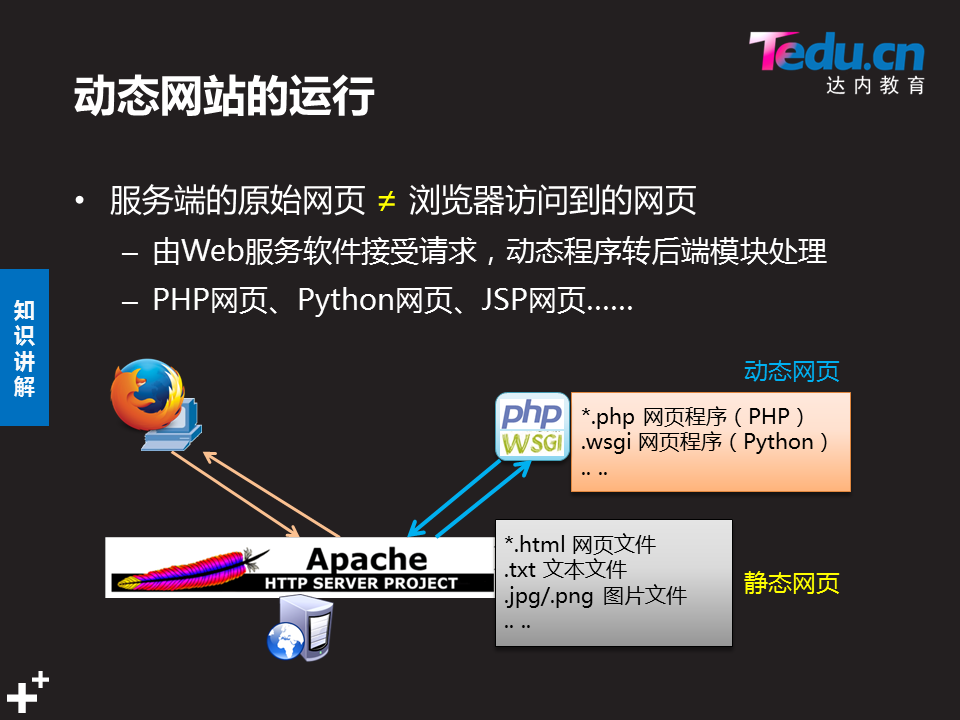 Tedu.cn
达内教育
动态网站的运行
• 服务端的原始网页 ≠ 浏览器访问到的网页
– 由Web服务软件接受请求，动态程序转后端模块处理
– PHP网页、Python网页、JSP网页……
知识讲解
动态网页
php
WSGI
*.php 网页程序（PHP）
.wsgi 网页程序（Python）
.. ..
Apache
HTTP SERVER PROJECT
*.html 网页文件
.txt 文本文件
.jpg/.png 图片文件
.. ..
静态网页